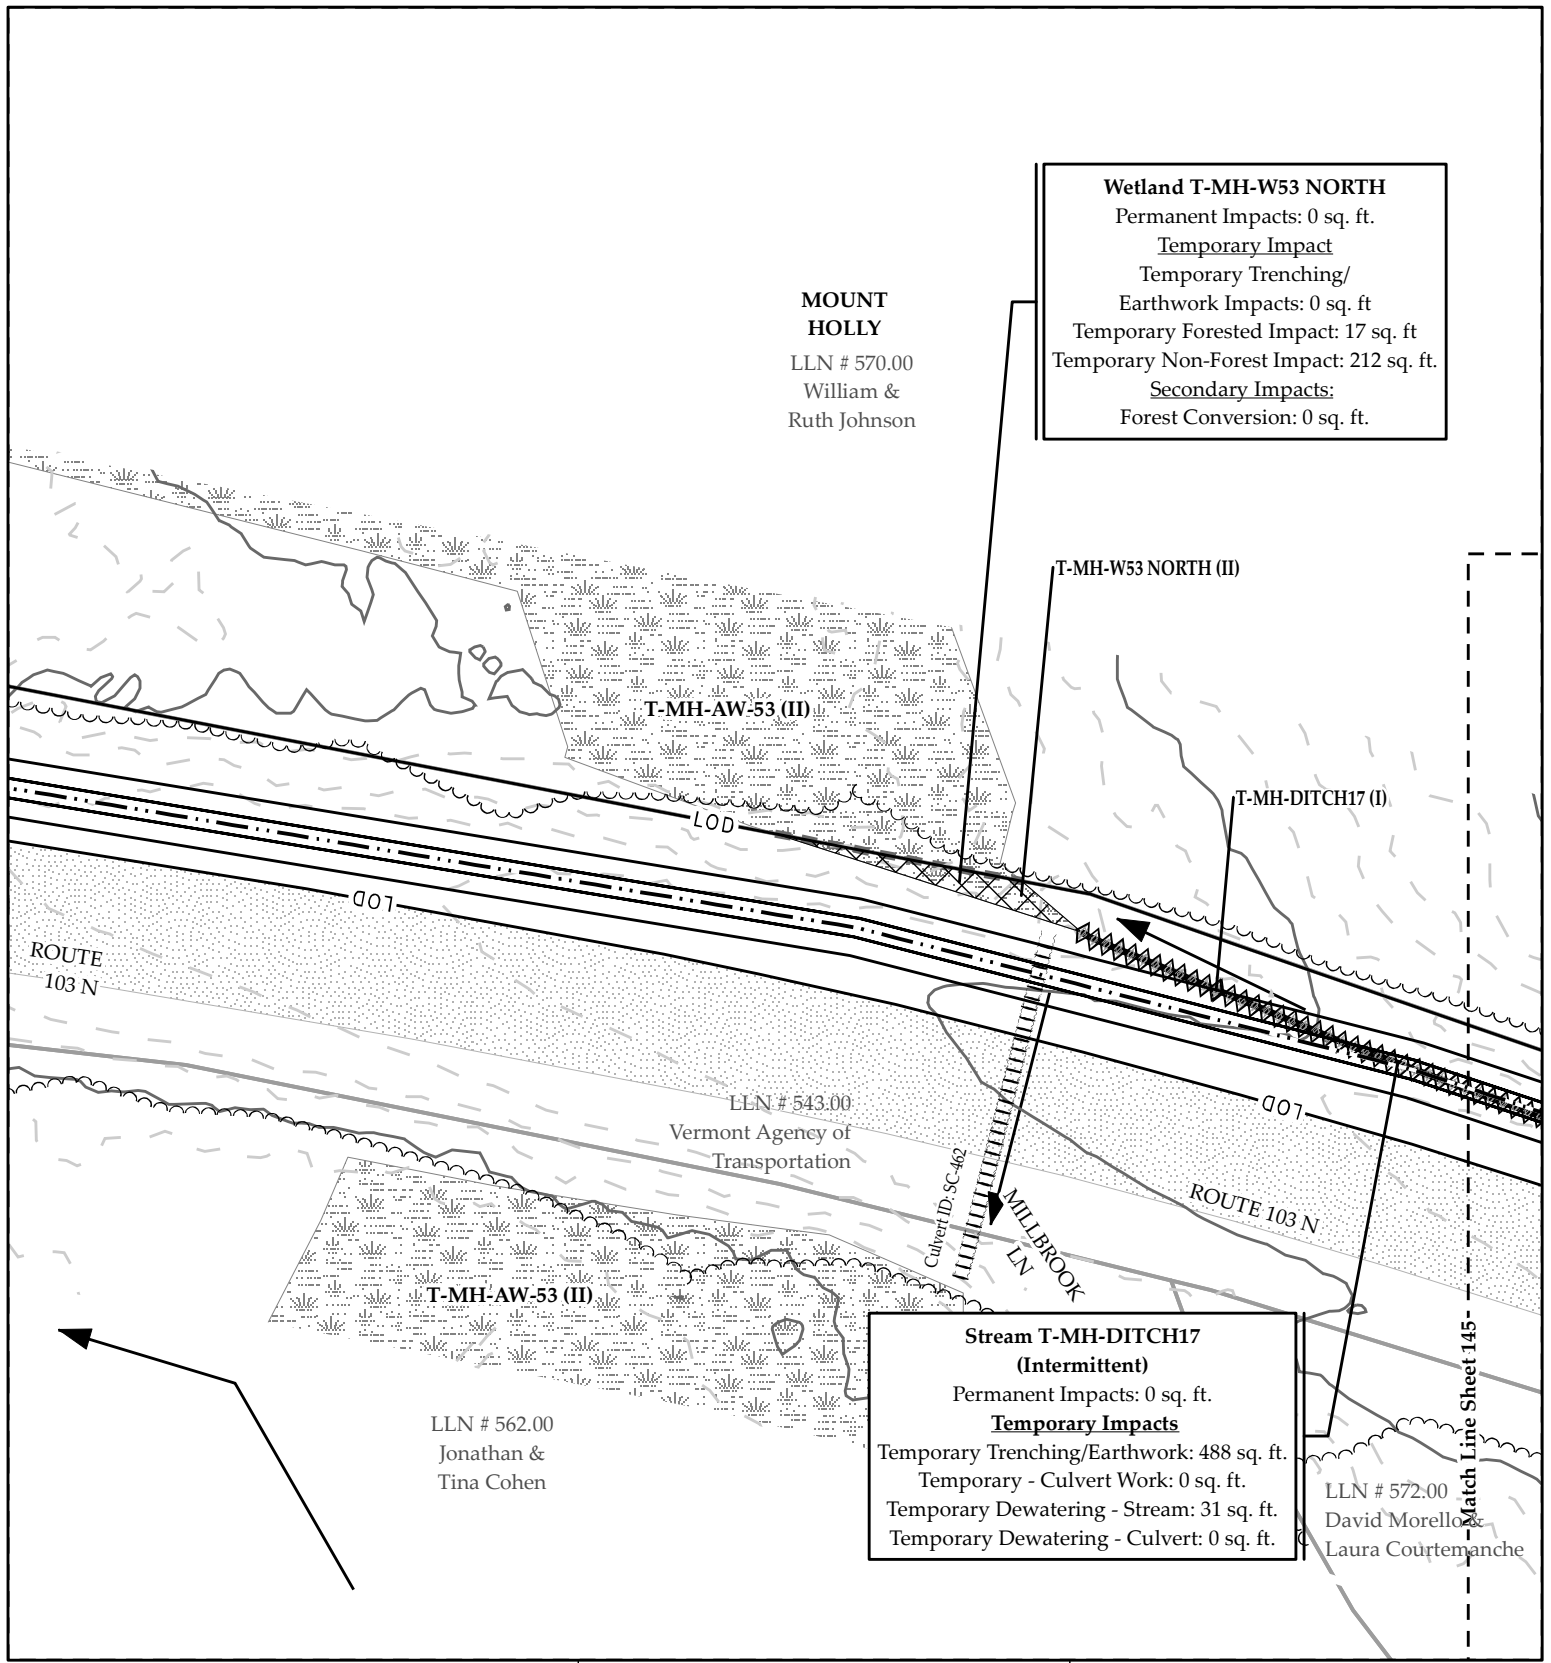 Wetland T-MH-W53 NORTH
Permanent Impacts: 0 sq. ft.
Temporary Impact
Temporary Trenching/
Earthwork Impacts: 0 sq. ft
Temporary Forested Impact: 17 sq. ft
Temporary Non-Forest Impact: 212 sq. ft.
Secondary Impacts:
Forest Conversion: 0 sq. ft.
MOUNT
HOLLY
LLN # 570.00
William &
Ruth Johnson
T-MH-W53 NORTH (II)
T-MH-AW-53 (II)
T-MH-DITCH17 (I)
LOD
LOD
ROUTE
103 N
LLN # 543.00
Vermont Agency of
Transportation
LOD
Culvert ID: SC-462
MILLBROOK
LN
ROUTE 103 N
T-MH-AW-53 (II)
Stream T-MH-DITCH17
(Intermittent)
Permanent Impacts: 0 sq. ft.
Temporary Impacts
Temporary Trenching/Earthwork: 488 sq. ft.
Temporary - Culvert Work: 0 sq. ft.
Temporary Dewatering - Stream: 31 sq. ft.
Temporary Dewatering - Culvert: 0 sq. ft.
LLN # 562.00
Jonathan &
Tina Cohen
Match Line Sheet 145
LLN # 572.00
David Morello &
Laura Courtemanche